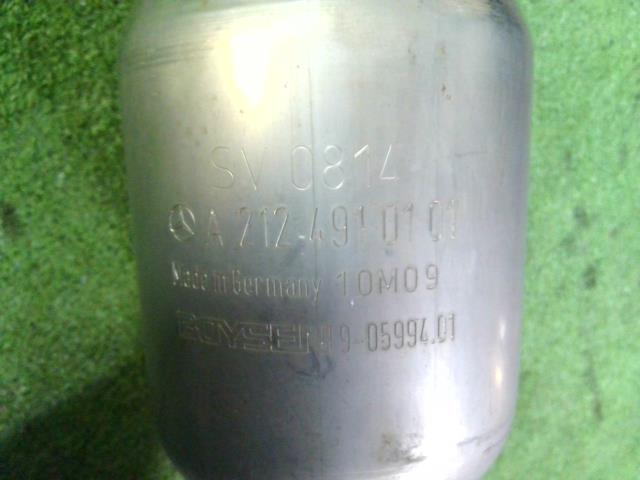 SV 0814
A 212 491 01 01
Made in Germany 10M09
BOYSEN 19-05994.01